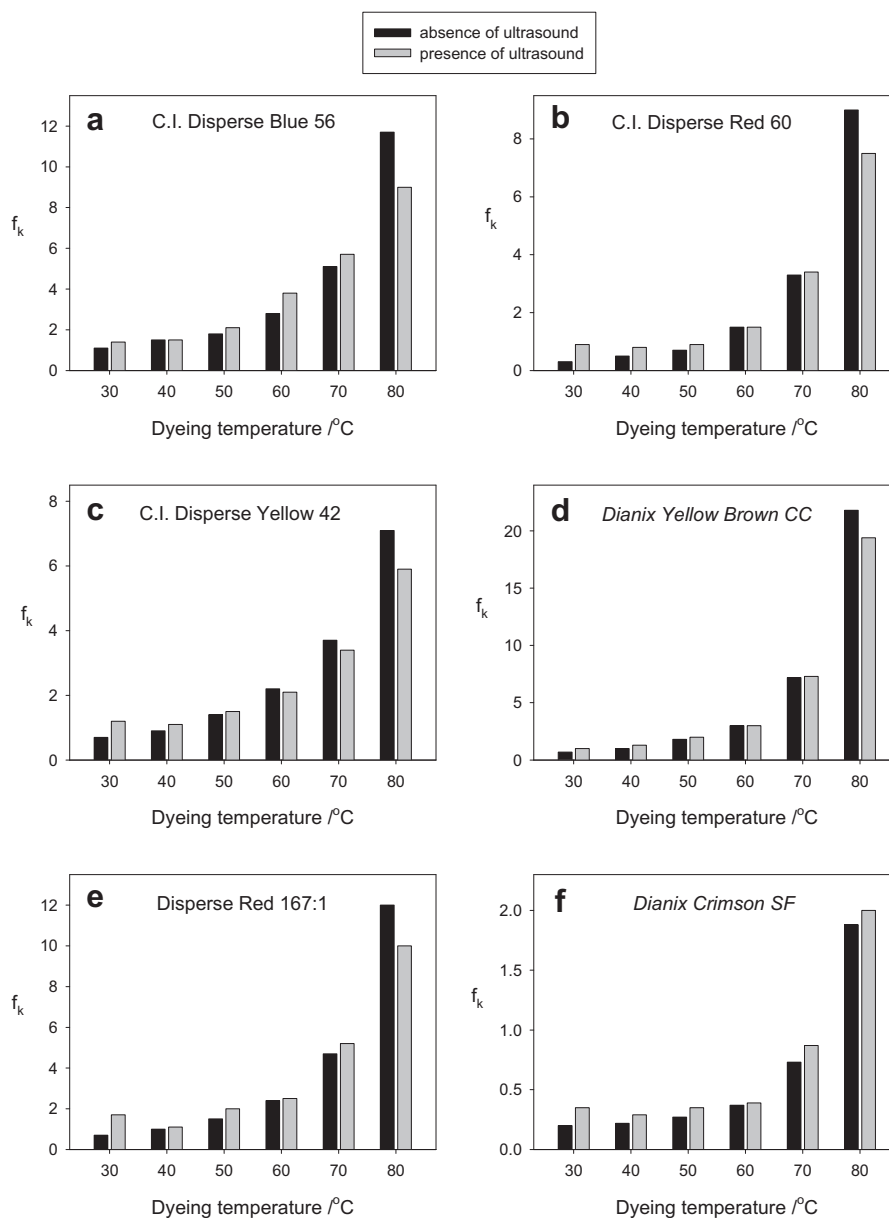 absence of ultrasound
presence of ultrasound
a
C.I. Disperse Blue 56
12
10
8
6
4
2
0
f_k
30 40 50 60 70 80
Dyeing temperature /°C
b
C.I. Disperse Red 60
8
6
4
2
0
f_k
30 40 50 60 70 80
Dyeing temperature /°C
c
C.I. Disperse Yellow 42
8
6
4
2
0
f_k
30 40 50 60 70 80
Dyeing temperature /°C
d
Dianix Yellow Brown CC
20
15
10
5
0
f_k
30 40 50 60 70 80
Dyeing temperature /°C
e
Disperse Red 167:1
12
10
8
6
4
2
0
f_k
30 40 50 60 70 80
Dyeing temperature /°C
f
Dianix Crimson SF
2.0
1.5
1.0
0.5
0.0
f_k
30 40 50 60 70 80
Dyeing temperature /°C